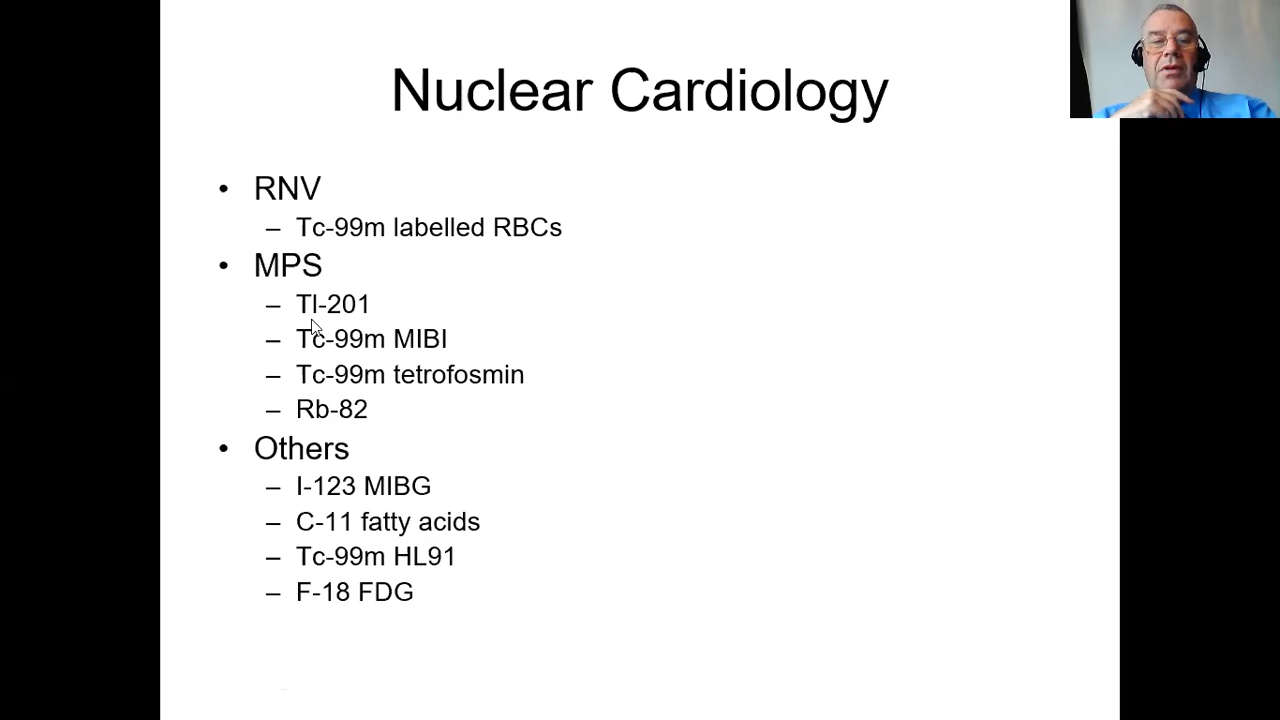 Nuclear Cardiology
• RNV
– Tc-99m labelled RBCs
• MPS
– Tl-201
– Tc-99m MIBI
– Tc-99m tetrofosmin
– Rb-82
• Others
– I-123 MIBG
– C-11 fatty acids
– Tc-99m HL91
– F-18 FDG